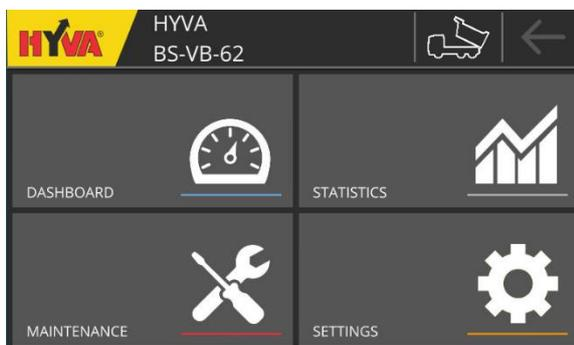 HYVA®
HYVA
BS-VB-62
DASHBOARD
STATISTICS
MAINTENANCE
SETTINGS